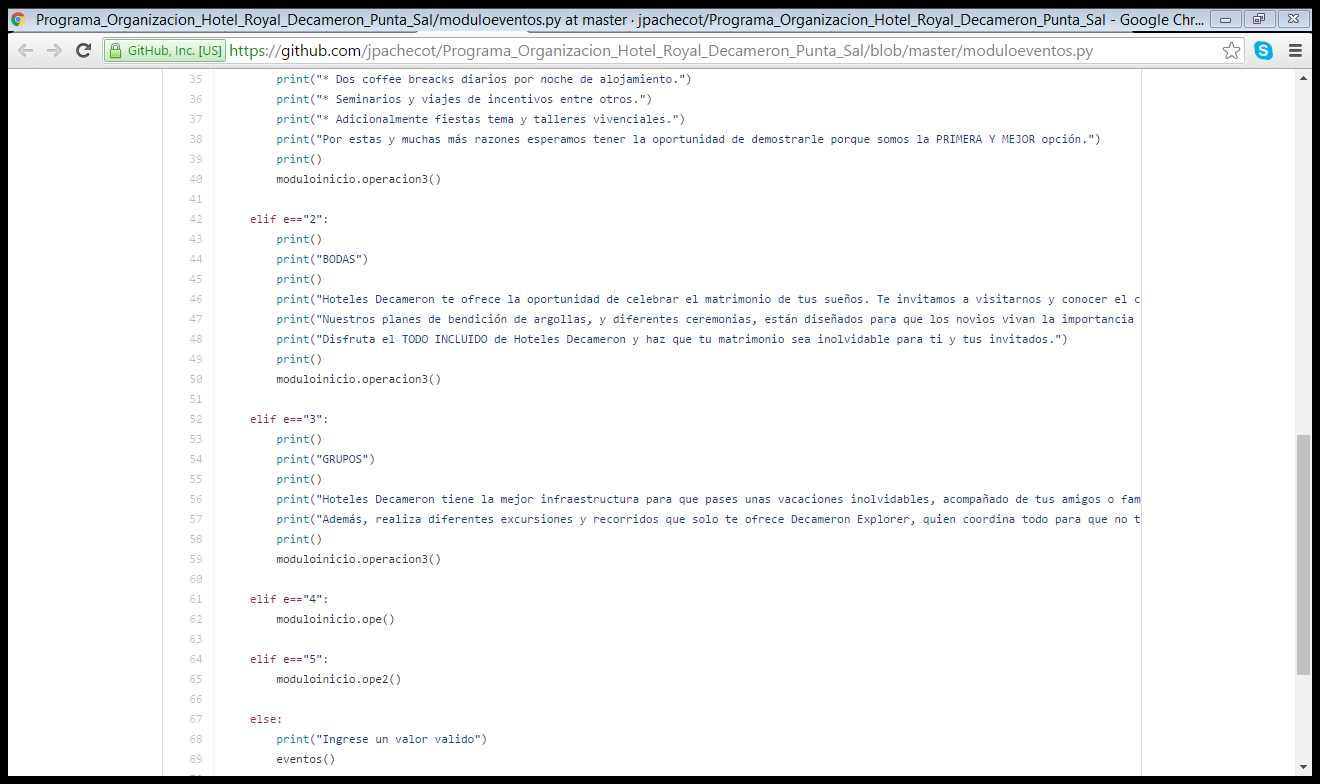 Programa_Organizacion_Hotel_Royal_Decameron_Punta_Sal/moduloeventos.py at master · jpachecot/Programa_Organizacion_Hotel_Royal_Decameron_Punta_Sal - Google Chr...
GitHub, Inc. [US] https://github.com/jpachecot/Programa_Organizacion_Hotel_Royal_Decameron_Punta_Sal/blob/master/moduloeventos.py
35 print("* Dos coffee breacks diarios por noche de alojamiento.")
36 print("* Seminarios y viajes de incentivos entre otros.")
37 print("* Adicionalmente fiestas tema y talleres vivenciales.")
38 print("Por estas y muchas más razones esperamos tener la oportunidad de demostrarle porque somos la PRIMERA Y MEJOR opción.")
39 print()
40 moduloinicio.operacion3()
41
42 elif e=="2":
43 print()
44 print("BODAS")
45 print()
46 print("Hoteles Decameron te ofrece la oportunidad de celebrar el matrimonio de tus sueños. Te invitamos a visitarnos y conocer el c
47 print("Nuestros planes de bendición de argollas, y diferentes ceremonias, están diseñados para que los novios vivan la importancia
48 print("Disfruta el TODO INCLUIDO de Hoteles Decameron y haz que tu matrimonio sea inolvidable para ti y tus invitados.")
49 print()
50 moduloinicio.operacion3()
51
52 elif e=="3":
53 print()
54 print("GRUPOS")
55 print()
56 print("Hoteles Decameron tiene la mejor infraestructura para que pases unas vacaciones inolvidables, acompañado de tus amigos o fam
57 print("Además, realiza diferentes excursiones y recorridos que solo te ofrece Decameron Explorer, quien coordina todo para que no t
58 print()
59 moduloinicio.operacion3()
60
61 elif e=="4":
62 moduloinicio.ope()
63
64 elif e=="5":
65 moduloinicio.ope2()
66
67 else:
68 print("Ingrese un valor valido")
69 eventos()